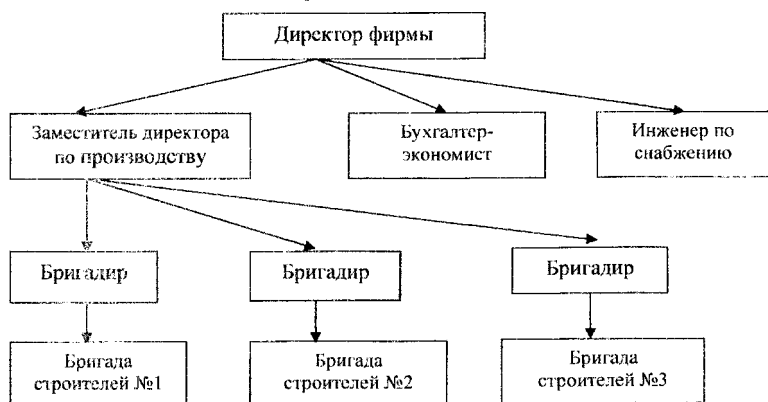 Директор фирмы
Заместитель директора
по производству
Бухгалтер-
экономист
Инженер по
снабжению
Бригадир
Бригадир
Бригадир
Бригада
строителей №1
Бригада
строителей №2
Бригада
строителей №3